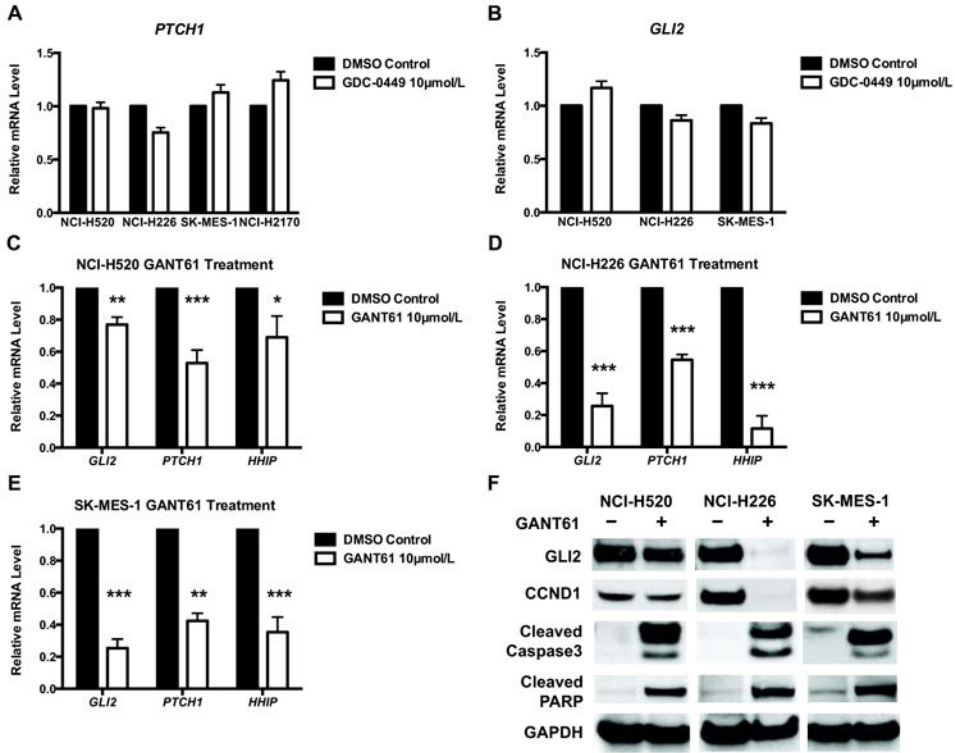 A
PTCH1
DMSO Control
GDC-0449 10μmol/L
Relative mRNA Level
1.5
1.0
0.5
0.0
NCI-H520 NCI-H226 SK-MES-1 NCI-H2170
B
GLI2
DMSO Control
GDC-0449 10μmol/L
Relative mRNA Level
1.5
1.0
0.5
0.0
NCI-H520 NCI-H226 SK-MES-1
C
NCI-H520 GANT61 Treatment
DMSO Control
GANT61 10μmol/L
Relative mRNA Level
1.0
0.8
0.6
0.4
0.2
0.0
** *** *
GLI2 PTCH1 HHIP
D
NCI-H226 GANT61 Treatment
DMSO Control
GANT61 10μmol/L
Relative mRNA Level
1.0
0.8
0.6
0.4
0.2
0.0
*** *** ***
GLI2 PTCH1 HHIP
E
SK-MES-1 GANT61 Treatment
DMSO Control
GANT61 10μmol/L
Relative mRNA Level
1.0
0.8
0.6
0.4
0.2
0.0
*** ** ***
GLI2 PTCH1 HHIP
F
NCI-H520 NCI-H226 SK-MES-1
GANT61 − + − + − +
GLI2
CCND1
Cleaved
Caspase3
Cleaved
PARP
GAPDH